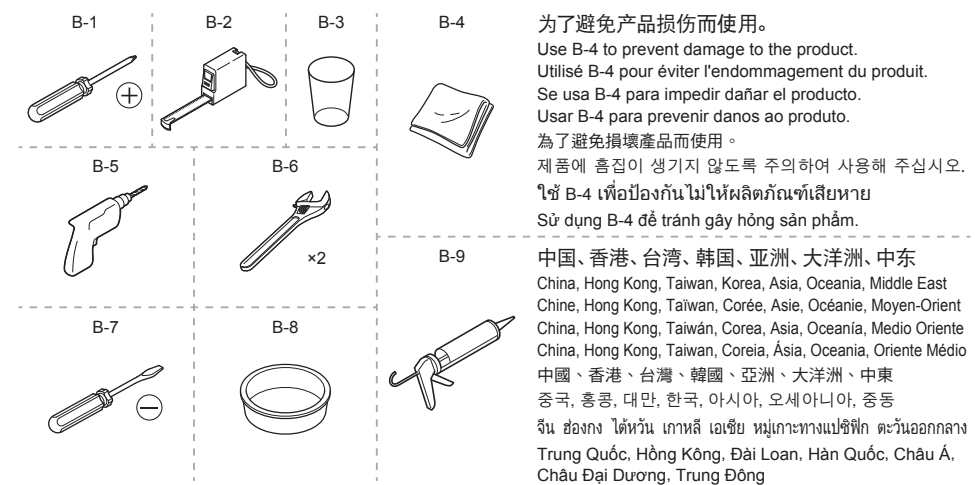 B-1
B-2
B-3
B-4
为了避免产品损伤而使用。
Use B-4 to prevent damage to the product.
Utilisé B-4 pour éviter l'endommagement du produit.
Se usa B-4 para impedir dañar el producto.
Usar B-4 para prevenir danos ao produto.
為了避免損壞產品而使用。
제품에 흠집이 생기지 않도록 주의하여 사용해 주십시오.
ใช้ B-4 เพื่อป้องกันไม่ให้ผลิตภัณฑ์เสียหาย
Sử dụng B-4 để tránh gây hỏng sản phẩm.
B-5
B-6
×2
B-7
B-8
B-9
中国、香港、台湾、韩国、亚洲、大洋洲、中东
China, Hong Kong, Taiwan, Korea, Asia, Oceania, Middle East
Chine, Hong Kong, Taïwan, Corée, Asie, Océanie, Moyen-Orient
China, Hong Kong, Taiwán, Corea, Asia, Oceanía, Medio Oriente
China, Hong Kong, Taiwan, Coreia, Ásia, Oceania, Oriente Médio
中國、香港、台灣、韓國、亞洲、大洋洲、中東
중국, 홍콩, 대만, 한국, 아시아, 오세아니아, 중동
จีน ฮ่องกง ไต้หวัน เกาหลี เอเชีย หมู่เกาะทางแปซิฟิก ตะวันออกกลาง
Trung Quốc, Hồng Kông, Đài Loan, Hàn Quốc, Châu Á,
Châu Đại Dương, Trung Đông